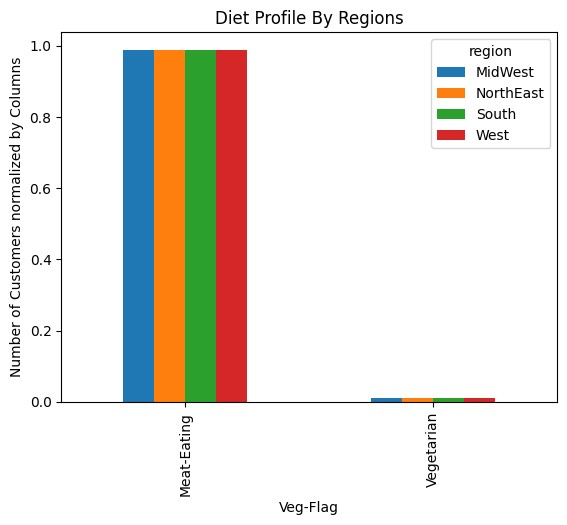 Diet Profile By Regions
Number of Customers normalized by Columns
1.0
0.8
0.6
0.4
0.2
0.0
region
MidWest
NorthEast
South
West
Meat-Eating
Vegetarian
Veg-Flag